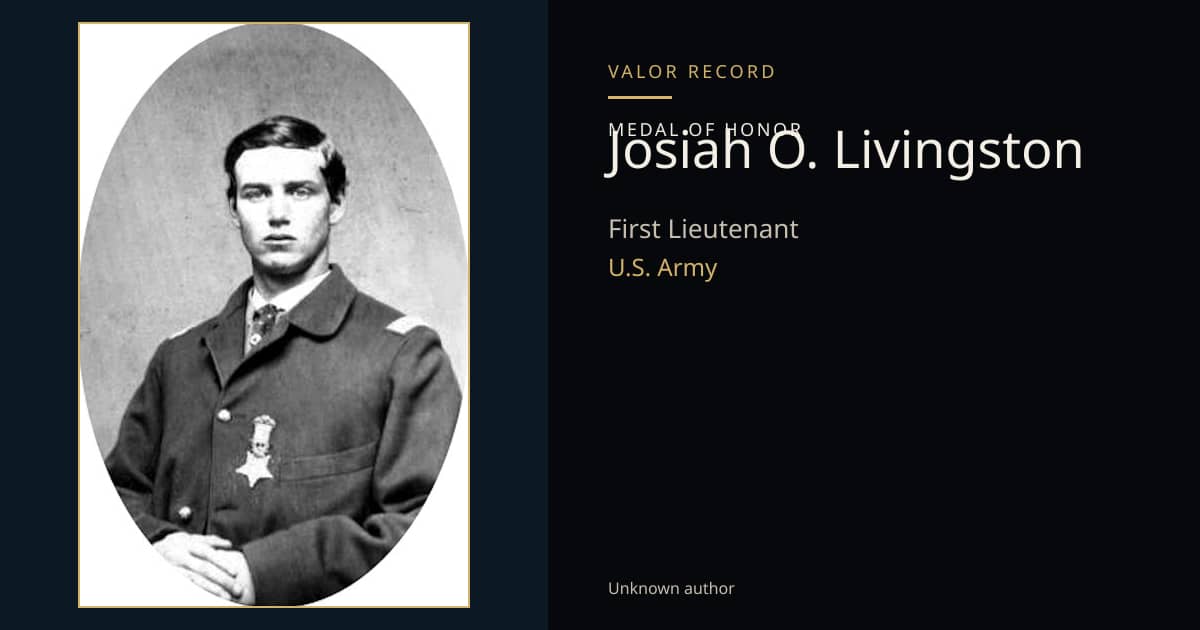 VALOR RECORD
MEDAL OF HONOR
Josiah O. Livingston
First Lieutenant
U.S. Army
Unknown author